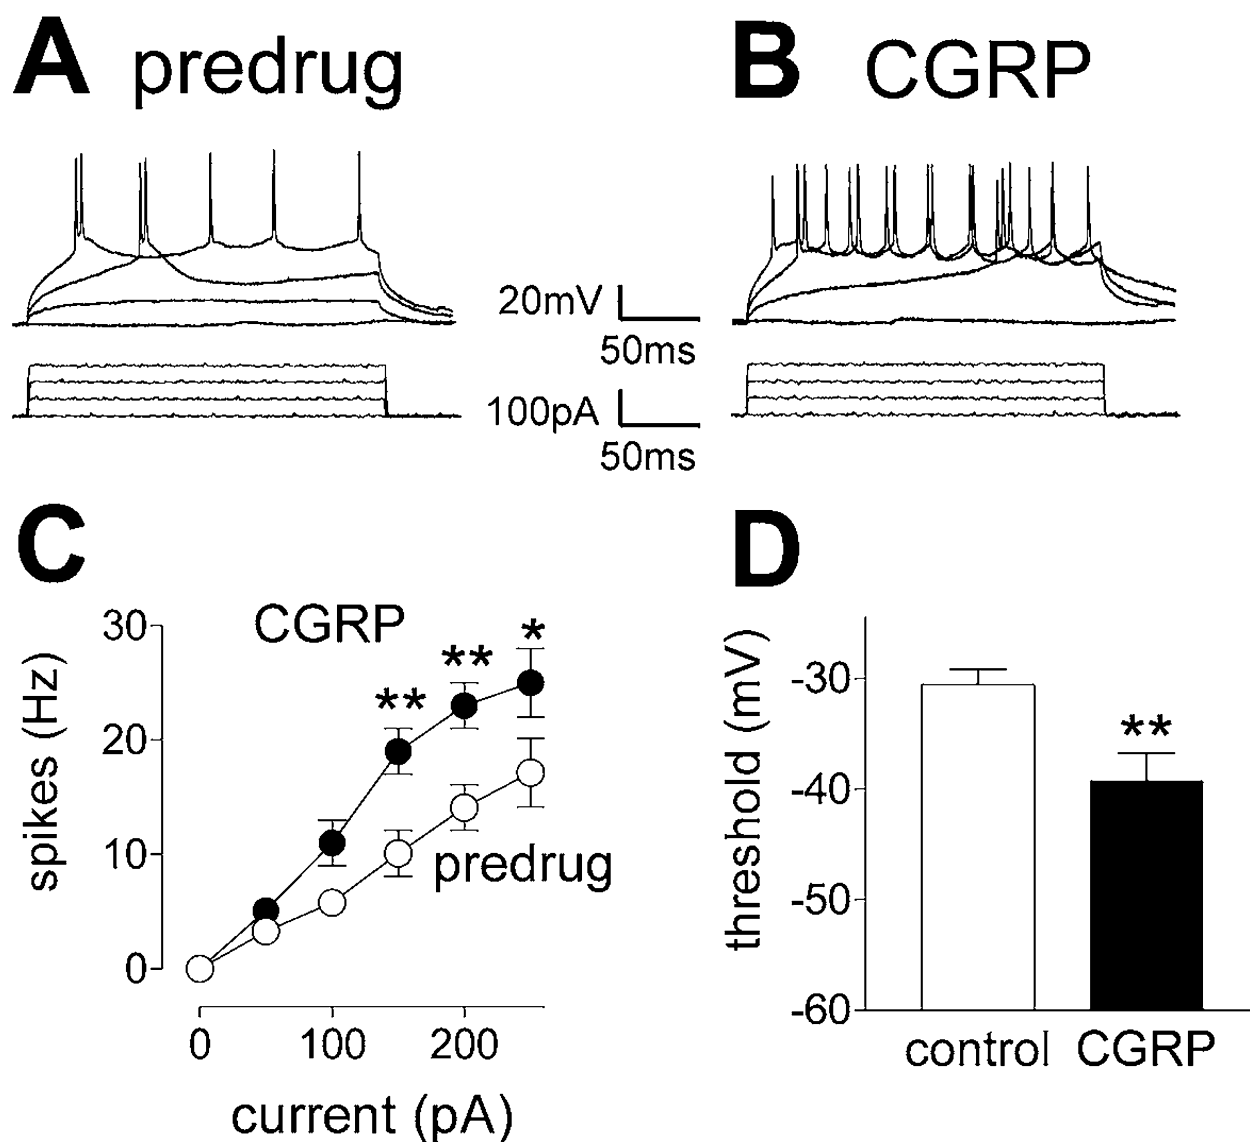 A predrug
B CGRP
20mV
50ms
100pA
50ms
C
CGRP
**
**
*
predrug
30
20
10
0
spikes (Hz)
0 100 200
current (pA)
D
**
-30
-40
-50
-60
threshold (mV)
control CGRP